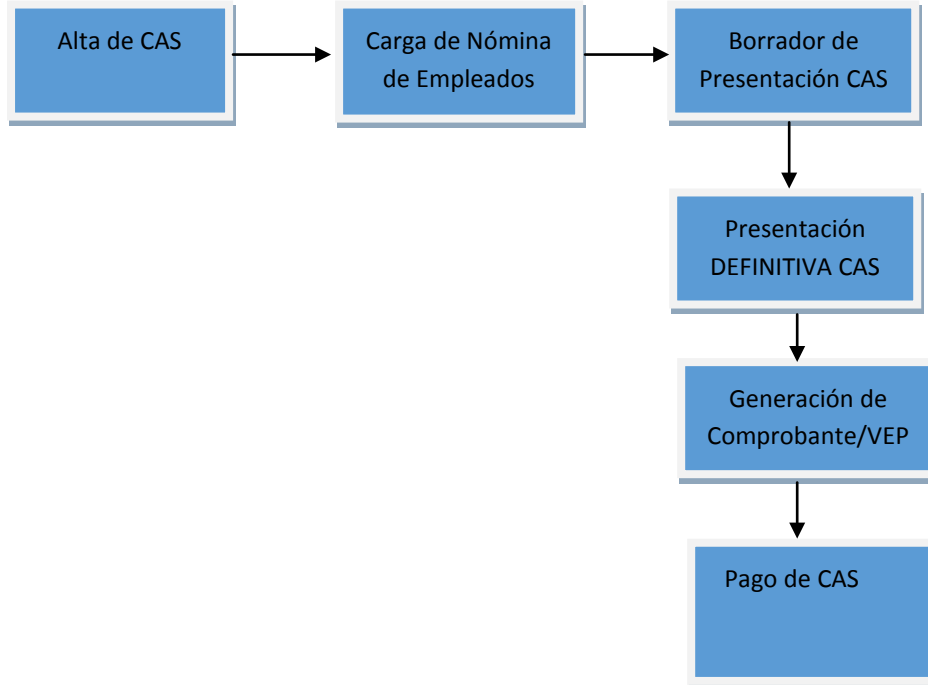 Alta de CAS
Carga de Nómina
de Empleados
Borrador de
Presentación CAS
Presentación
DEFINITIVA CAS
Generación de
Comprobante/VEP
Pago de CAS